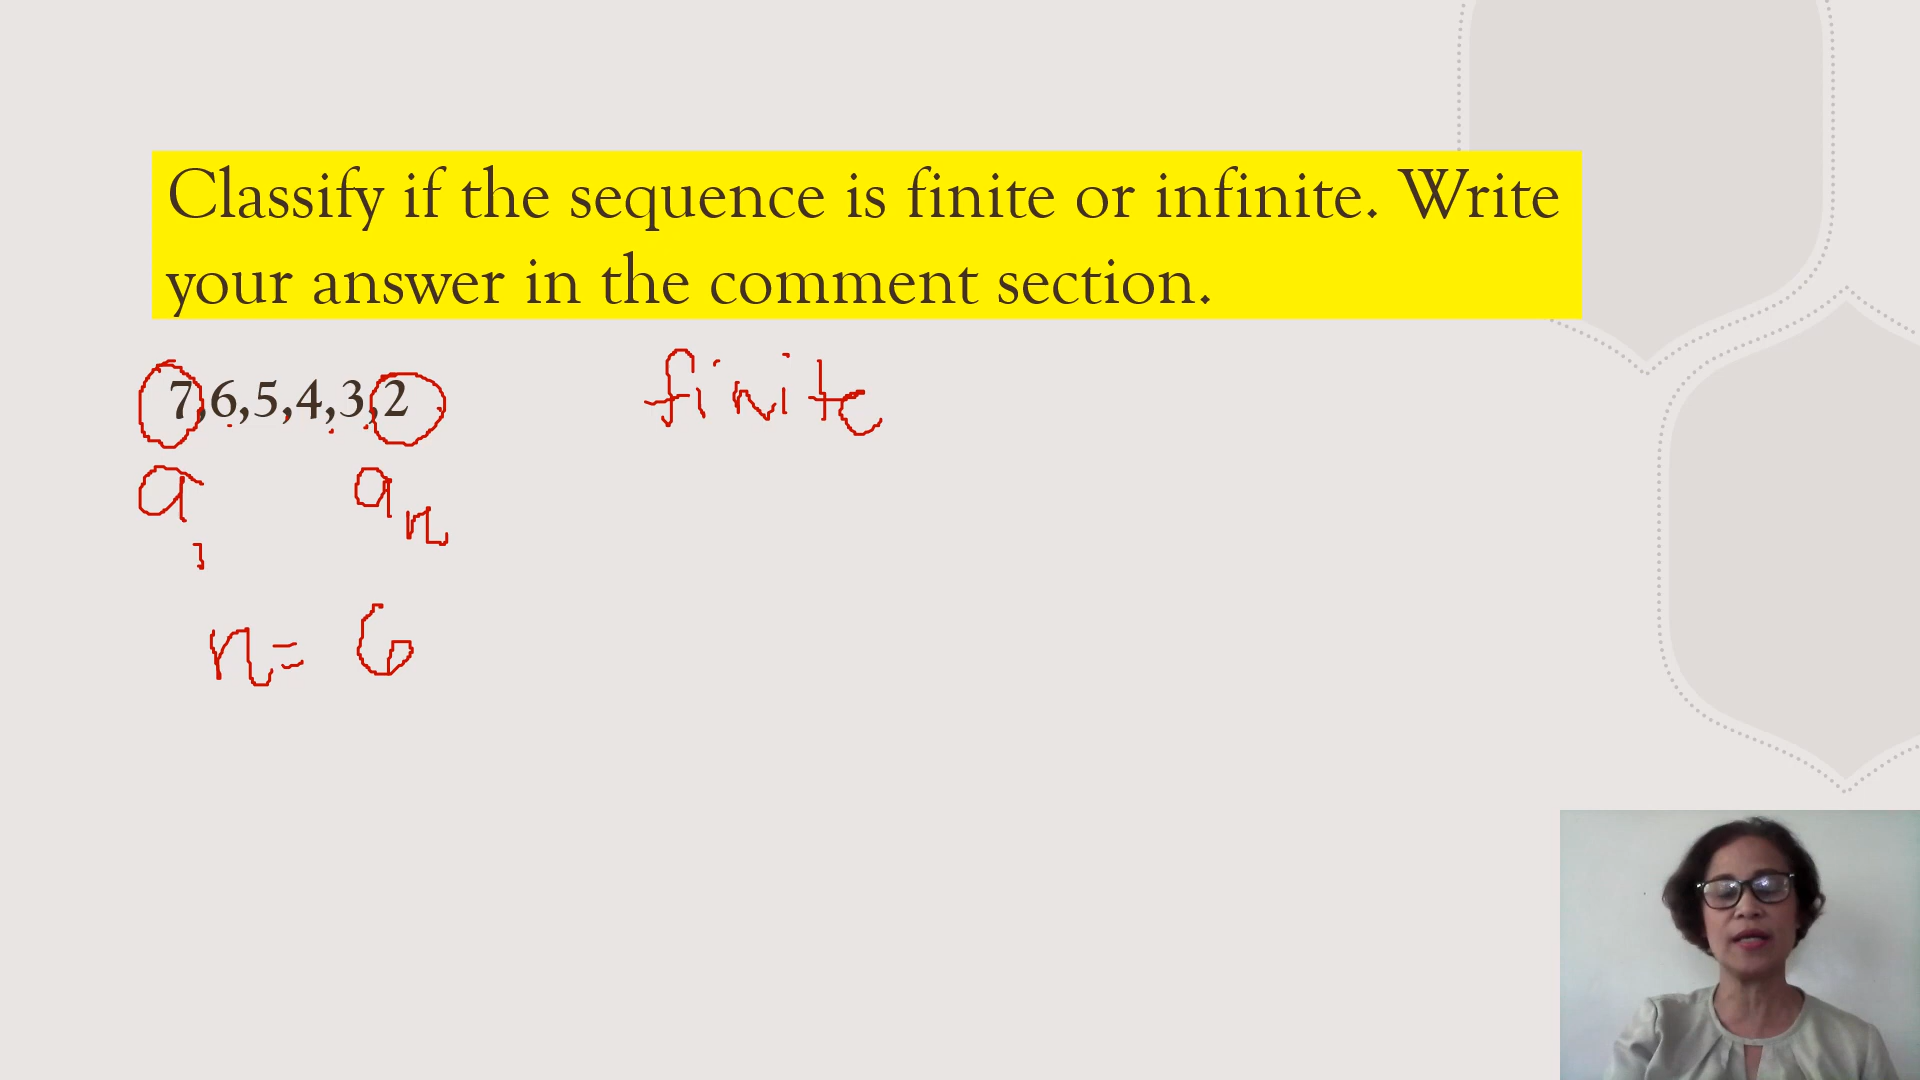 Classify if the sequence is finite or infinite. Write
your answer in the comment section.
7,6,5,4,3,2 finite
a1 an
n= 6